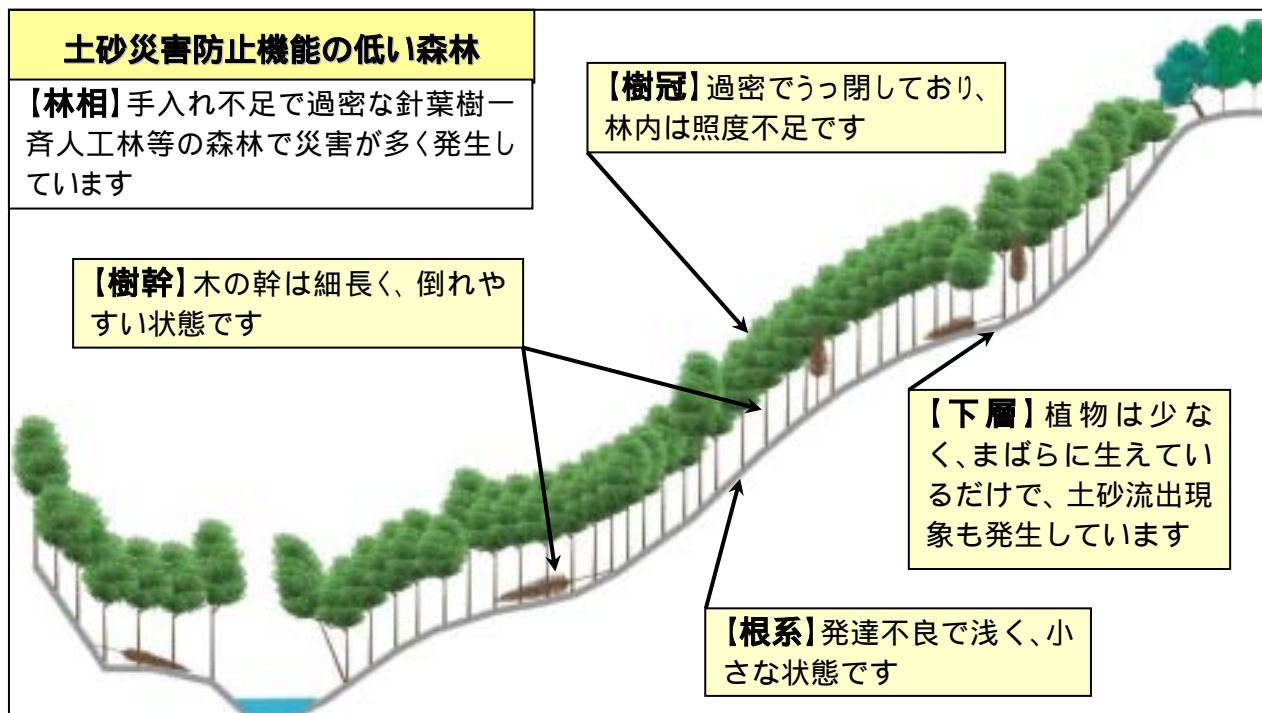 土砂災害防止機能の低い森林
【林相】手入れ不足で過密な針葉樹一
斉人工林等の森林で災害が多く発生し
ています
【樹冠】過密でうっ閉しており、
林内は照度不足です
【樹幹】木の幹は細長く、倒れや
すい状態です
【下層】植物は少な
く、まばらに生えてい
るだけで、土砂流出現
象も発生しています
【根系】発達不良で浅く、小
さな状態です